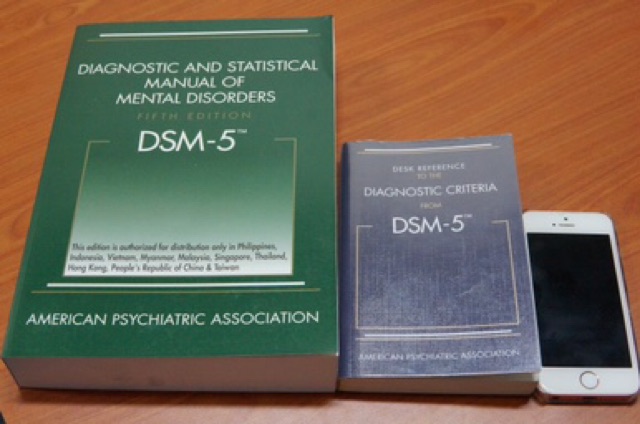 DIAGNOSTIC AND STATISTICAL
MANUAL OF
MENTAL DISORDERS
FIFTH EDITION
DSM-5™
This edition is authorized for distribution only in Philippines,
Indonesia, Vietnam, Myanmar, Malaysia, Singapore, Thailand,
Hong Kong, People's Republic of China & Taiwan
AMERICAN PSYCHIATRIC ASSOCIATION
DESK REFERENCE
TO THE
DIAGNOSTIC CRITERIA
FROM
DSM-5™
AMERICAN PSYCHIATRIC ASSOCIATION